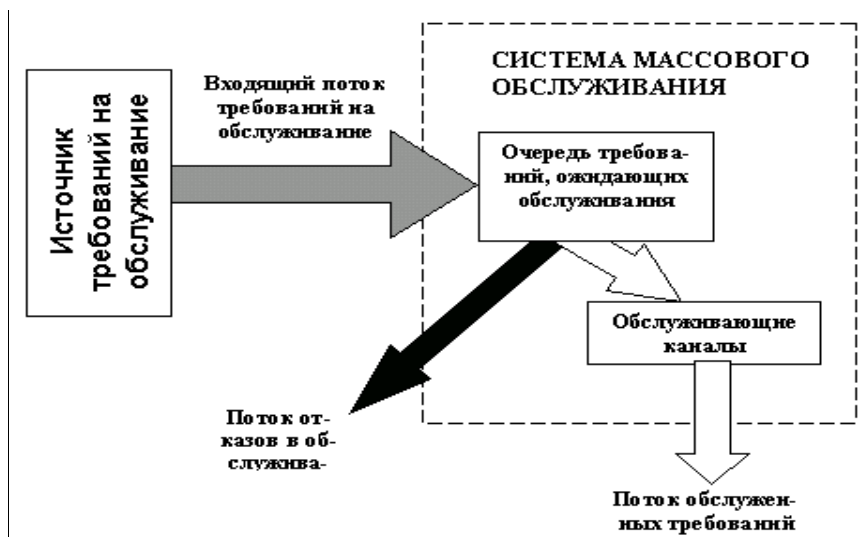 Источник
требований на
обслуживание
Входящий поток
требований на
обслуживание
СИСТЕМА МАССОВОГО
ОБСЛУЖИВАНИЯ
Очередь требова-
ний, ожидающих
обслуживания
Обслуживающие
каналы
Поток от-
казов в об-
служива-
Поток обслужен-
ных требований